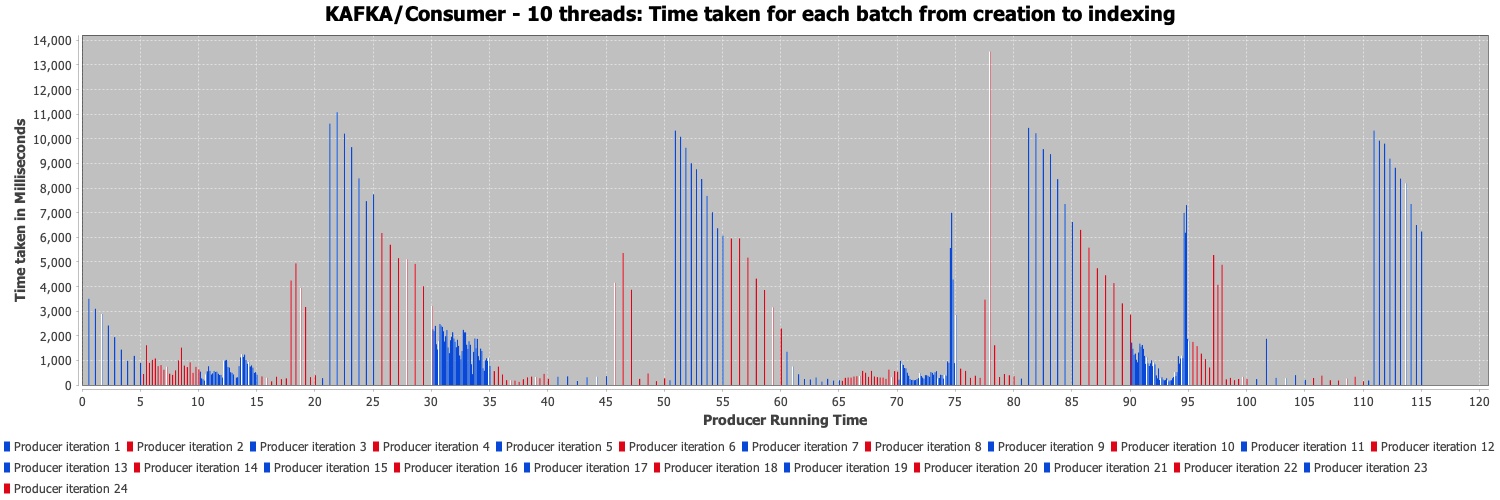 KAFKA/Consumer - 10 threads: Time taken for each batch from creation to indexing
14,000
13,000
12,000
11,000
10,000
9,000
8,000
7,000
6,000
5,000
4,000
3,000
2,000
1,000
0
Time taken in Milliseconds
0 5 10 15 20 25 30 35 40 45 50 55 60 65 70 75 80 85 90 95 100 105 110 115 120
Producer Running Time
Producer iteration 1 Producer iteration 2 Producer iteration 3 Producer iteration 4 Producer iteration 5 Producer iteration 6 Producer iteration 7 Producer iteration 8 Producer iteration 9 Producer iteration 10 Producer iteration 11 Producer iteration 12
Producer iteration 13 Producer iteration 14 Producer iteration 15 Producer iteration 16 Producer iteration 17 Producer iteration 18 Producer iteration 19 Producer iteration 20 Producer iteration 21 Producer iteration 22 Producer iteration 23
Producer iteration 24